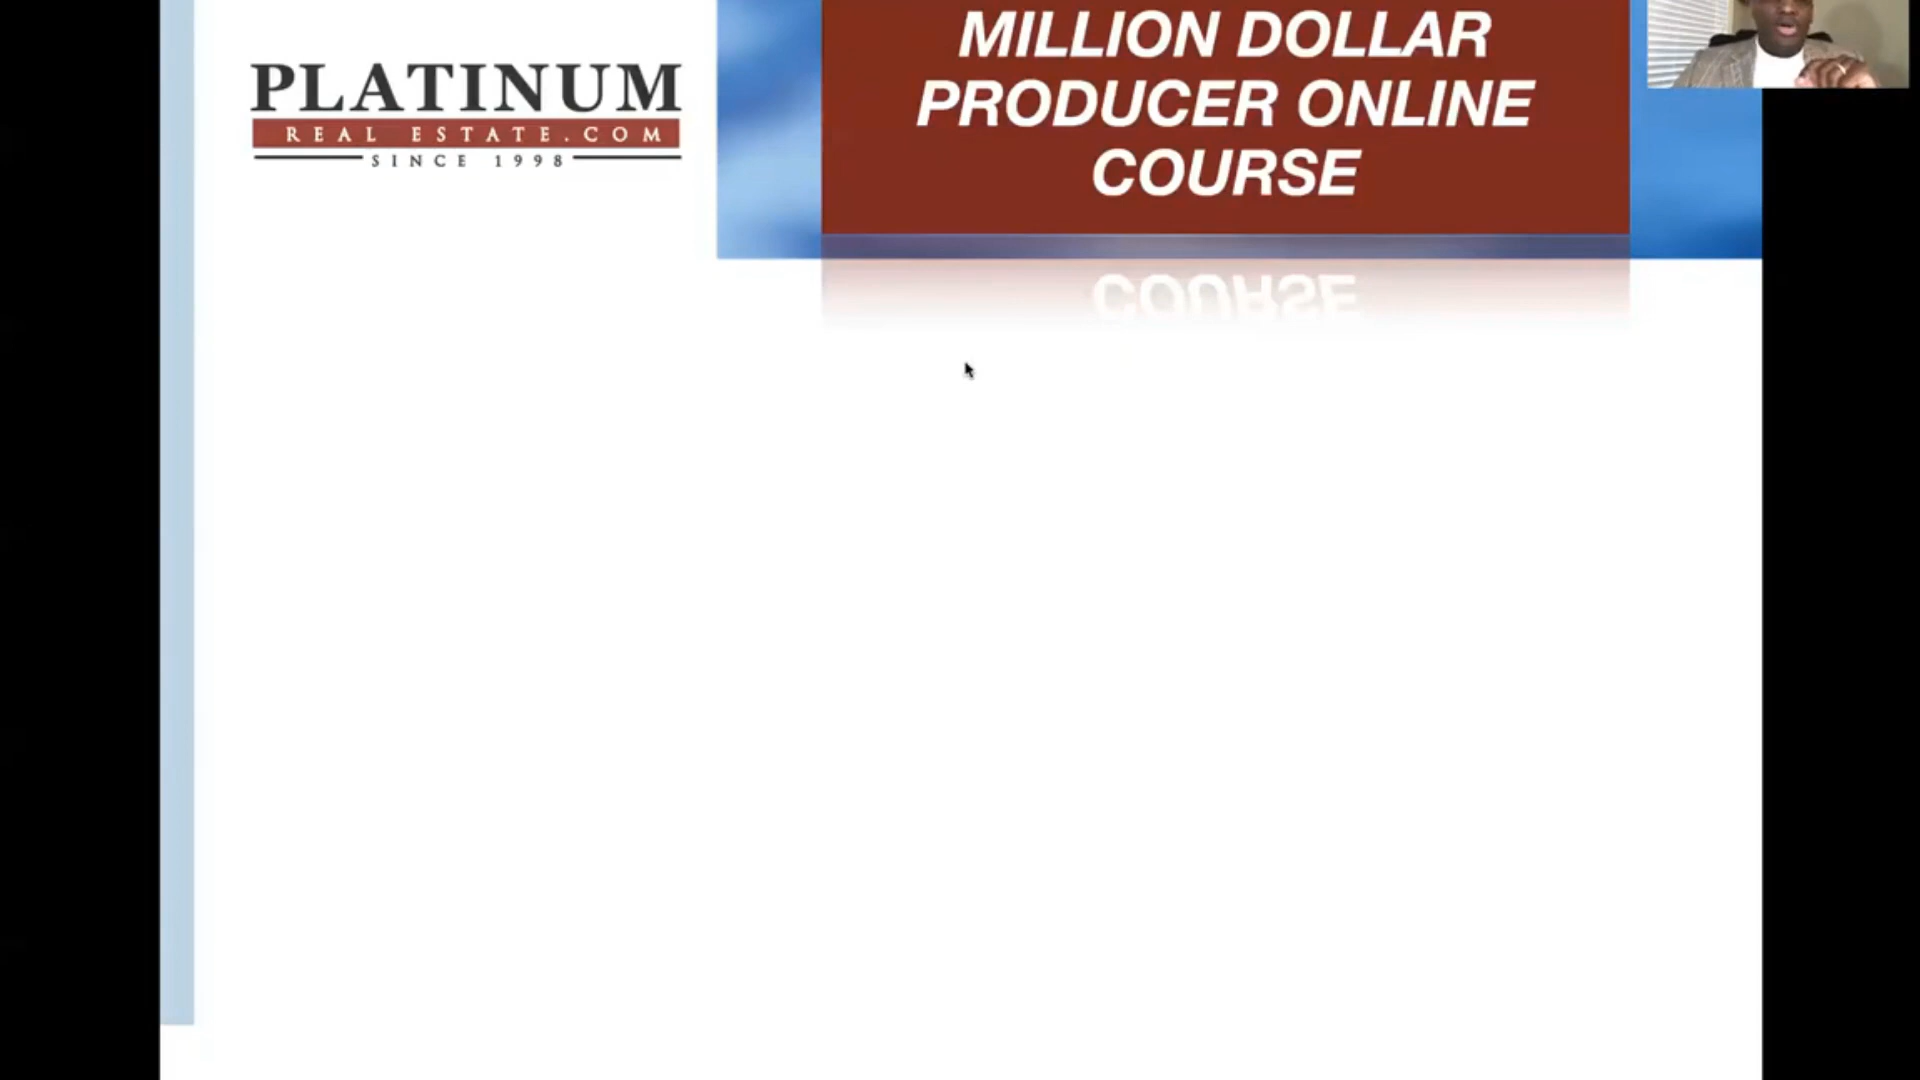 PLATINUM
REAL ESTATE.COM
SINCE 1998
MILLION DOLLAR
PRODUCER ONLINE
COURSE